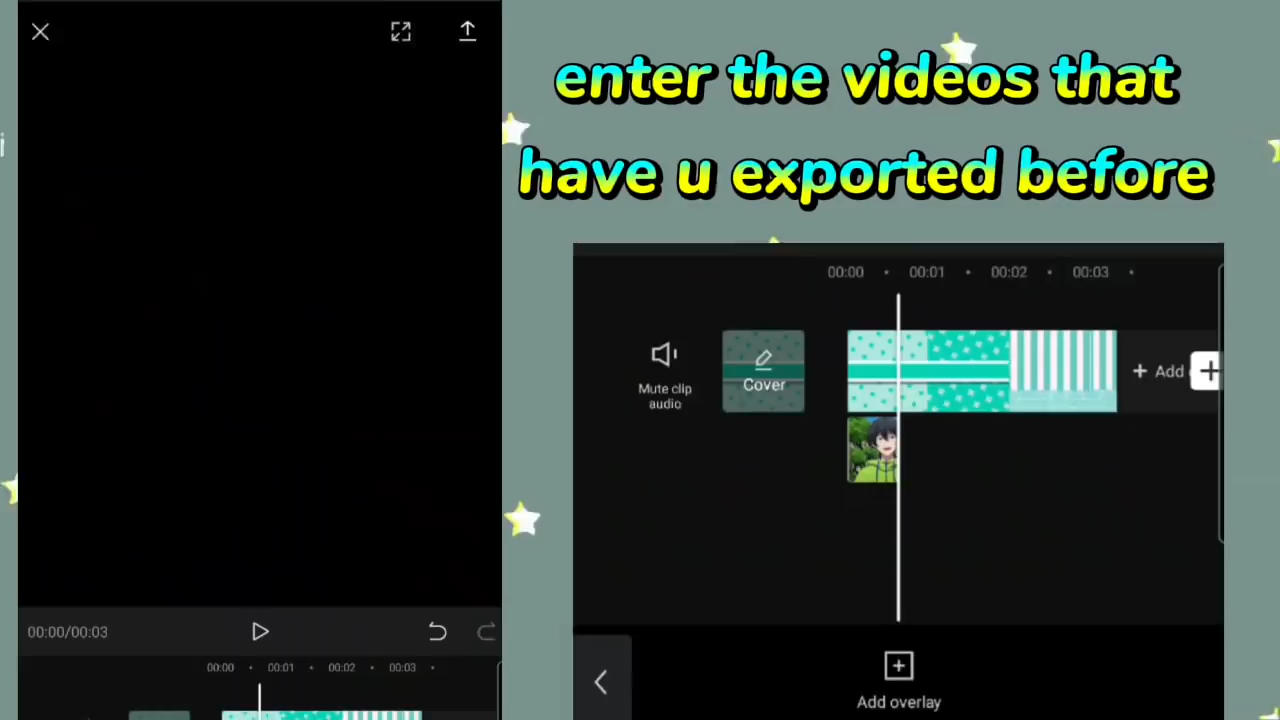 enter the videos that
have u exported before
00:00/00:03
00:00 00:01 00:02 00:03
00:00 00:01 00:02 00:03
Mute clip
audio
Cover
+ Add
Add overlay